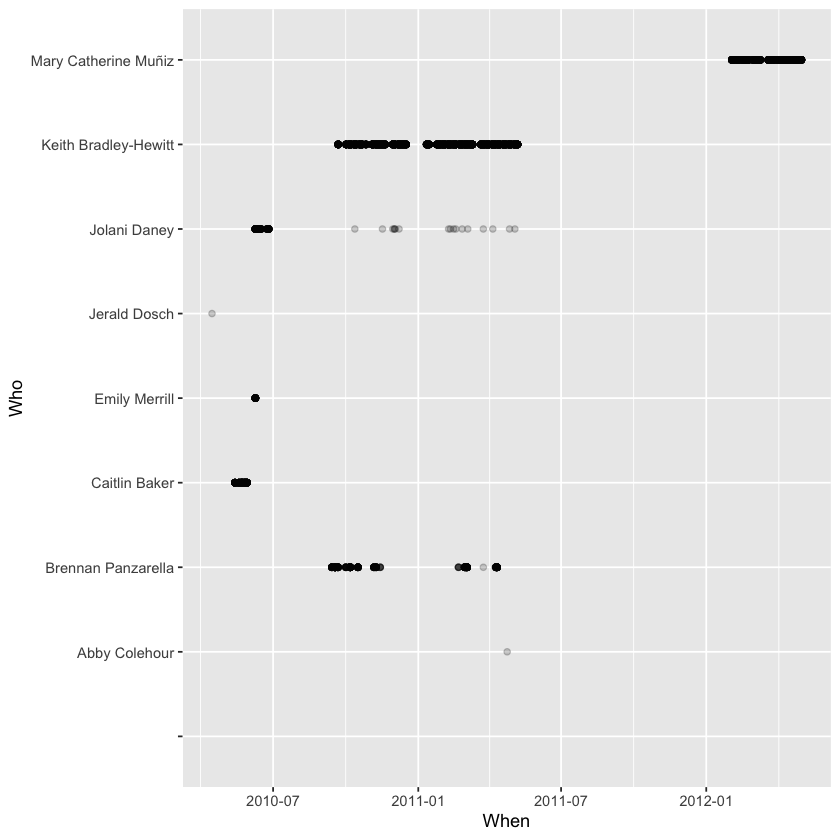 Mary Catherine Muñiz
Keith Bradley-Hewitt
Jolani Daney
Jerald Dosch
Emily Merrill
Caitlin Baker
Brennan Panzarella
Abby Colehour
Who
2010-07 2011-01 2011-07 2012-01
When